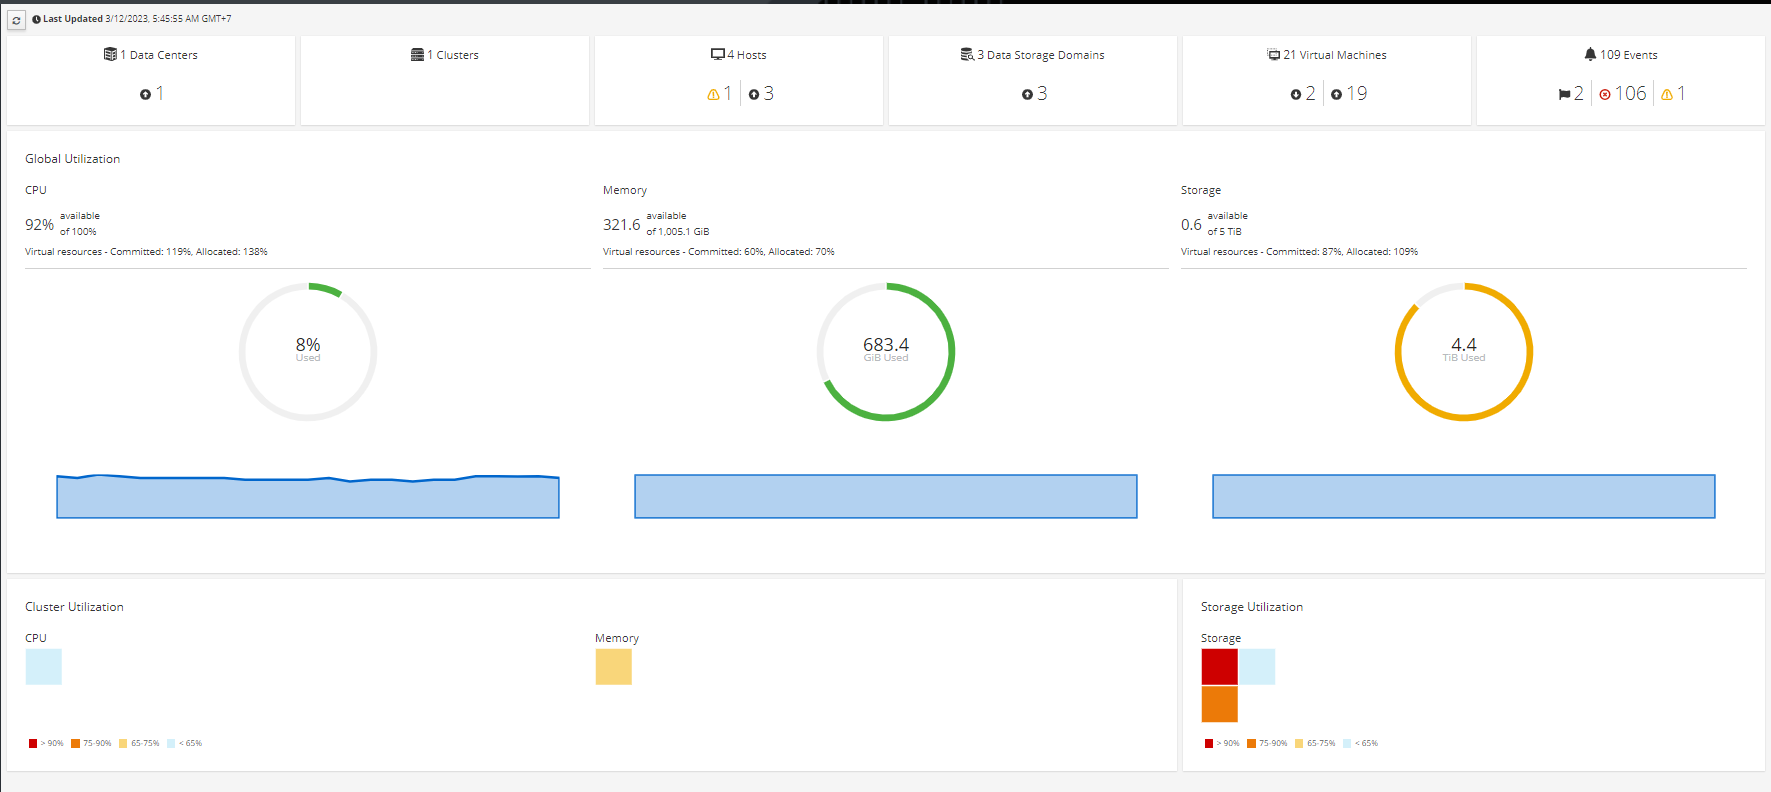 Last Updated 3/12/2023, 5:45:55 AM GMT+7
1 Data Centers
1
1 Clusters
4 Hosts
1 3
3 Data Storage Domains
3
21 Virtual Machines
2 19
109 Events
2 106 1
Global Utilization
CPU
92% available
of 100%
Virtual resources - Committed: 119%, Allocated: 138%
8%
Used
Memory
321.6 available
of 1,005.1 GiB
Virtual resources - Committed: 60%, Allocated: 70%
683.4
GiB Used
Storage
0.6 available
of 5 TiB
Virtual resources - Committed: 87%, Allocated: 109%
4.4
TiB Used
Cluster Utilization
CPU
Memory
> 90% 75-90% 65-75% < 65%
Storage Utilization
Storage
> 90% 75-90% 65-75% < 65%